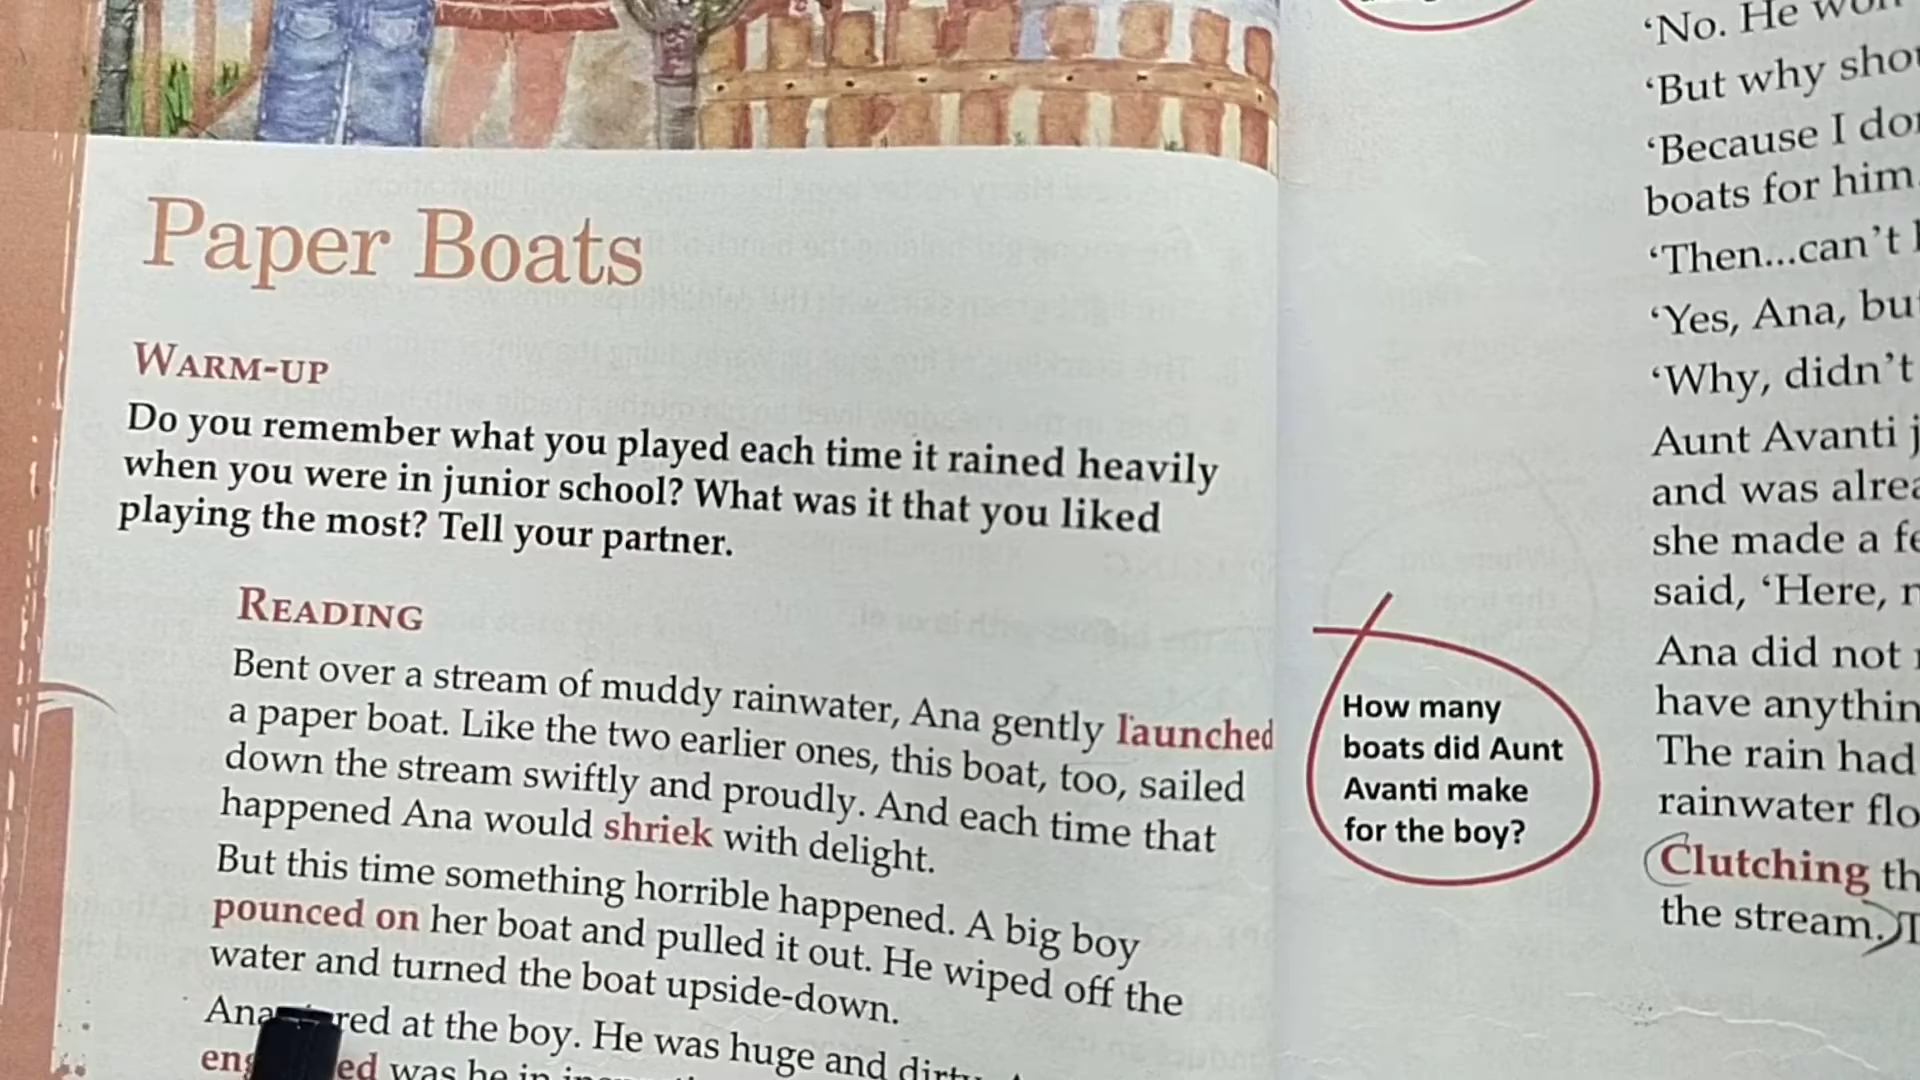 Paper Boats
WARM-UP
Do you remember what you played each time it rained heavily
when you were in junior school? What was it that you liked
playing the most? Tell your partner.
READING
Bent over a stream of muddy rainwater, Ana gently launched
a paper boat. Like the two earlier ones, this boat, too, sailed
down the stream swiftly and proudly. And each time that
happened Ana would shriek with delight.
But this time something horrible happened. A big boy
pounced on her boat and pulled it out. He wiped off the
water and turned the boat upside-down.
Ana at the boy. He was huge and
was he in
How many
boats did Aunt
Avanti make
for the boy?
‘No. He
‘But why
‘Because I
boats for him.
‘Then...can’t
‘Yes, Ana,
‘Why, didn’t
Aunt Avanti
and was
she made a
said, ‘Here,
Ana did not
have
The rain had
rainwater
Clutching
the stream.